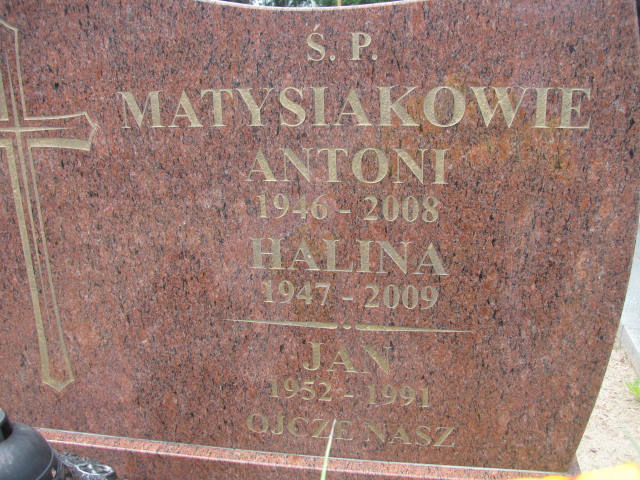 Ś. P.
MATYSIAKOWIE
ANTONI
1946 - 2008
HALINA
1947 - 2009
JAN
1952 - 1991
OJCZE NASZ